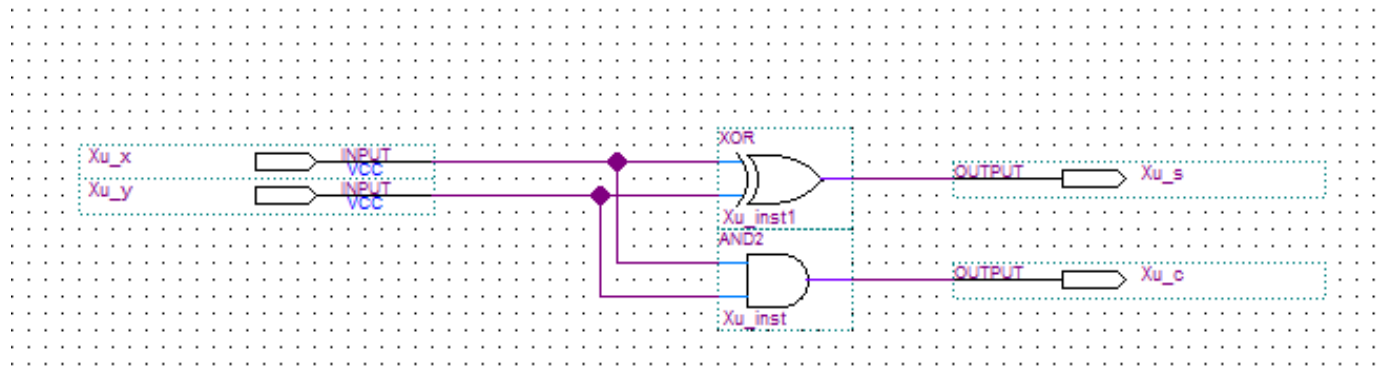 XOR
Xu_x INPUT
VCC
OUTPUT Xu_s
Xu_y INPUT
VCC
Xu_inst1
AND2
OUTPUT Xu_c
Xu_inst